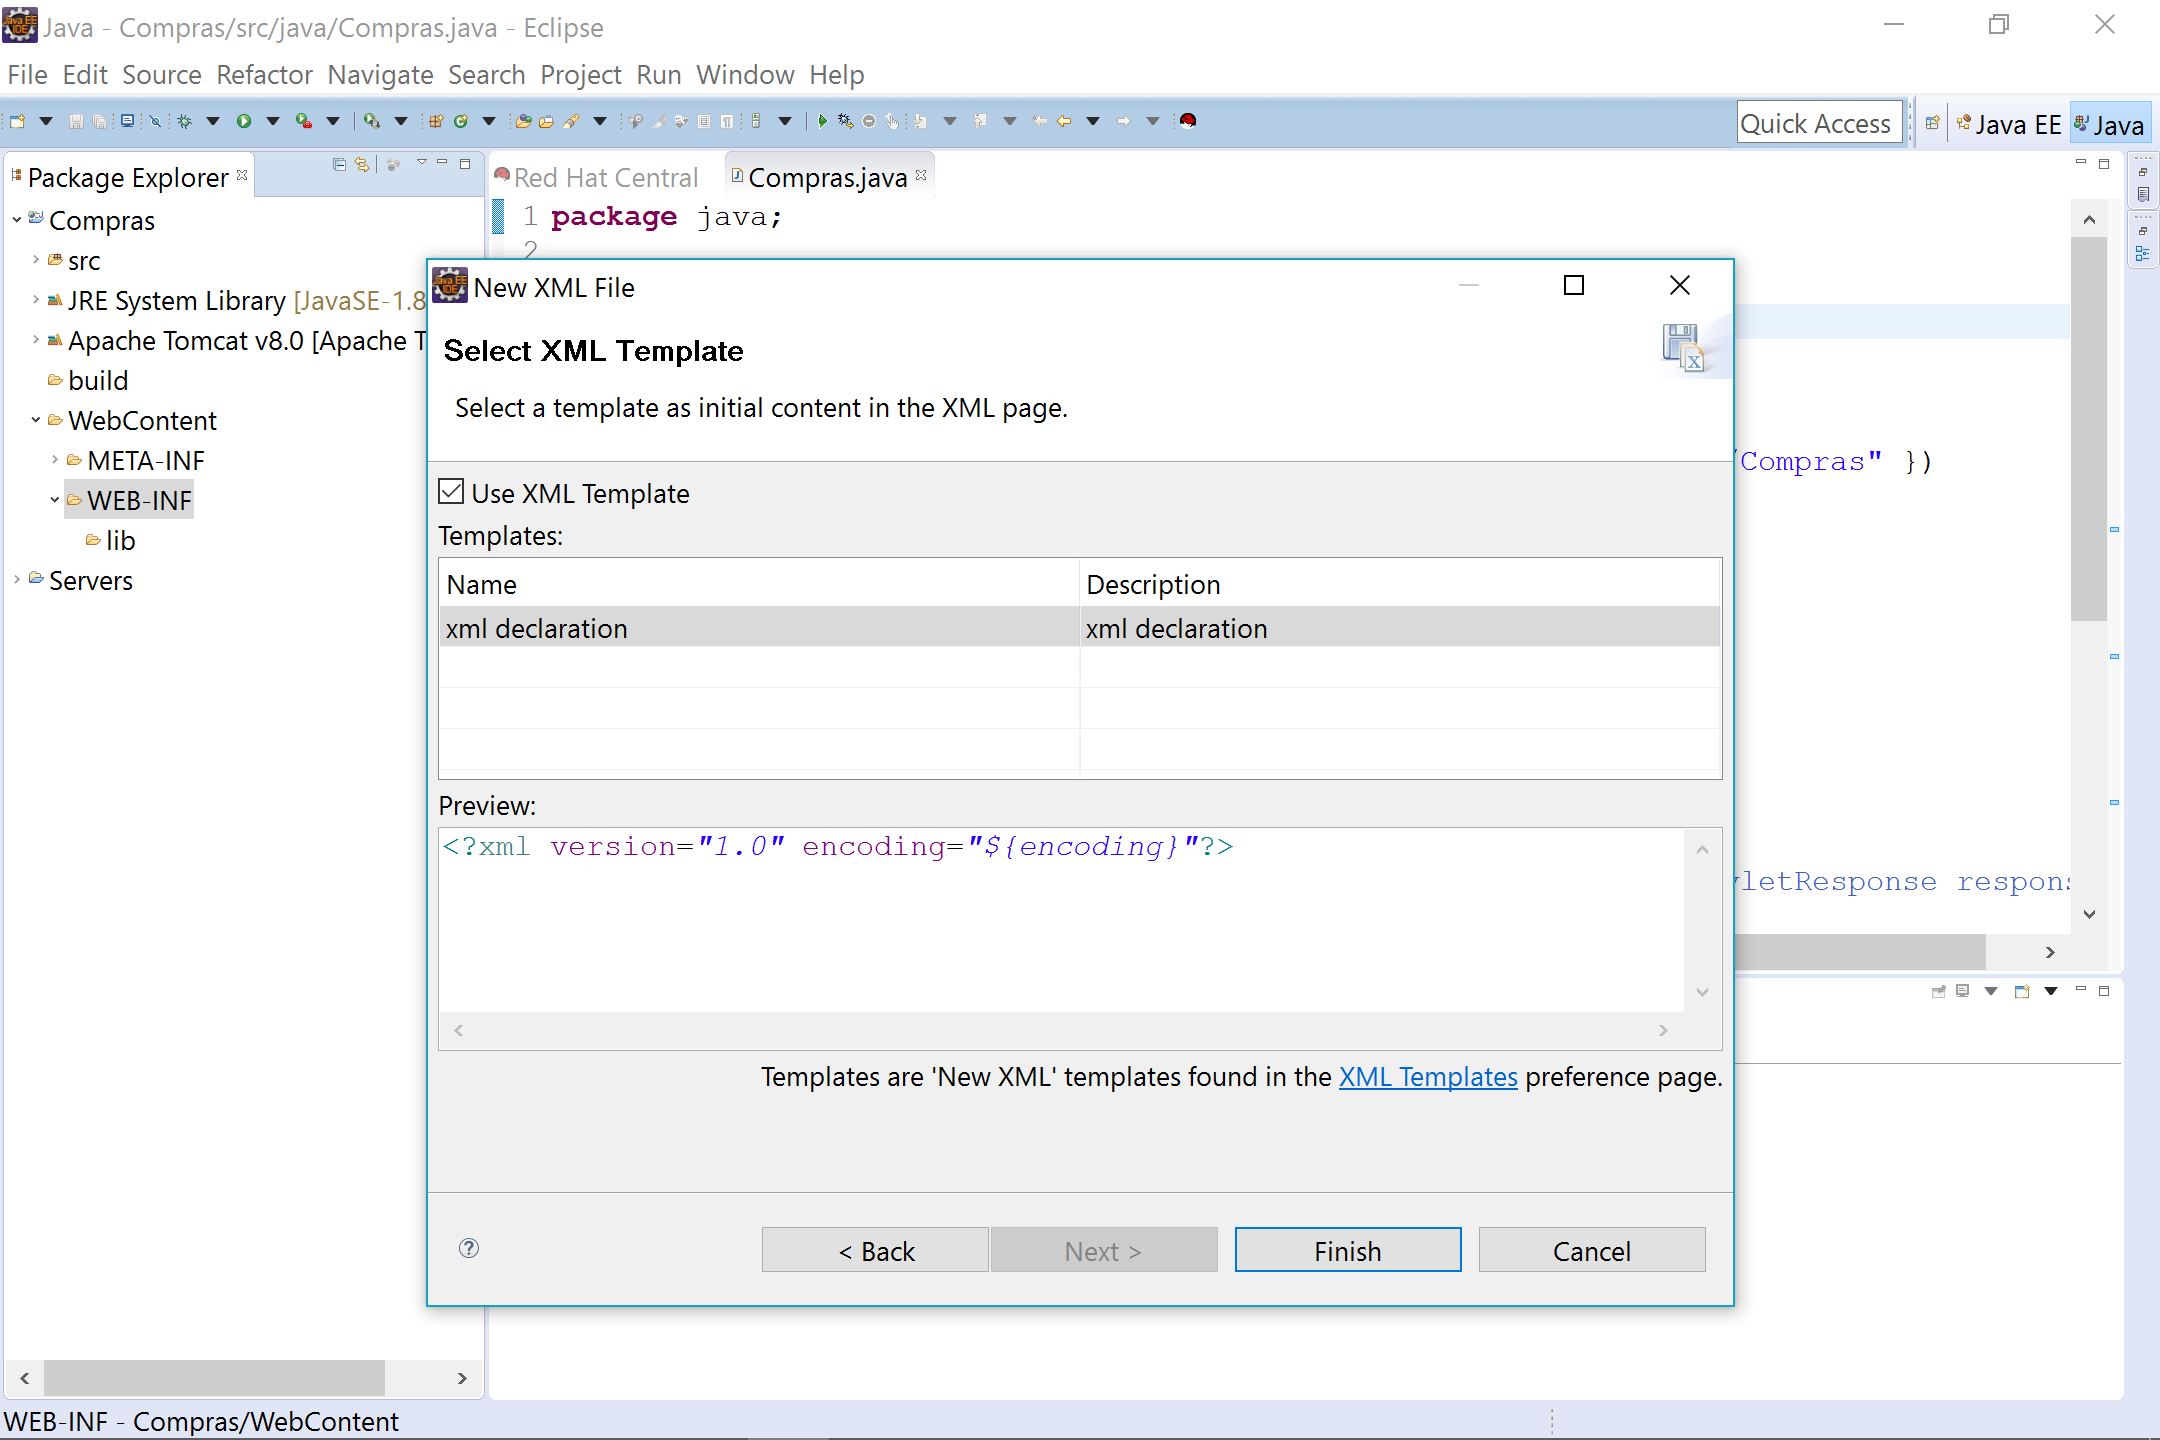 Java - Compras/src/java/Compras.java - Eclipse
File Edit Source Refactor Navigate Search Project Run Window Help
Quick Access
Java EE
Java
Package Explorer
Compras
src
JRE System Library [JavaSE-1.8
Apache Tomcat v8.0 [Apache T
build
WebContent
META-INF
WEB-INF
lib
Servers
Red Hat Central
Compras.java
1 package java;
2
/Compras" })
letResponse respons
New XML File
Select XML Template
Select a template as initial content in the XML page.
Use XML Template
Templates:
Name Description
xml declaration xml declaration
Preview:
<?xml version="1.0" encoding="${encoding}"?>
Templates are 'New XML' templates found in the XML Templates preference page.
< Back
Next >
Finish
Cancel
WEB-INF - Compras/WebContent